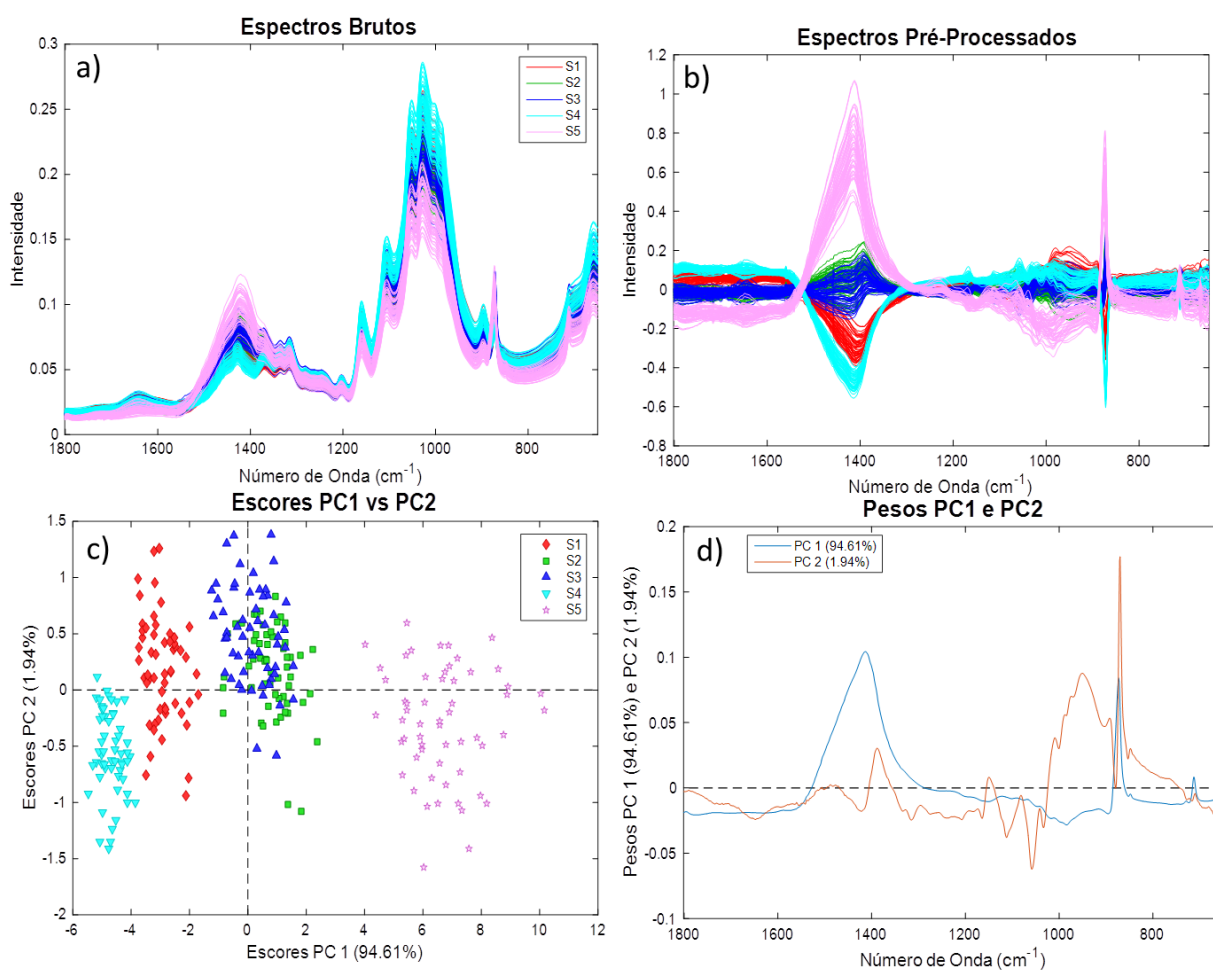 Espectros Brutos
a)
Intensidade
0.3
0.25
0.2
0.15
0.1
0.05
0
1800
1600
1400
1200
1000
800
Número de Onda (cm⁻¹)
S1
S2
S3
S4
S5
Espectros Pré-Processados
b)
Intensidade
1.2
1
0.8
0.6
0.4
0.2
0
-0.2
-0.4
-0.6
-0.8
1800
1600
1400
1200
1000
800
Número de Onda (cm⁻¹)
Escores PC1 vs PC2
c)
Escores PC 2 (1.94%)
1.5
1
0.5
0
-0.5
-1
-1.5
-2
-6
-4
-2
0
2
4
6
8
10
12
Escores PC 1 (94.61%)
S1
S2
S3
S4
S5
Pesos PC1 e PC2
d)
PC 1 (94.61%)
PC 2 (1.94%)
Pesos PC 1 (94.61%) e PC 2 (1.94%)
0.2
0.15
0.1
0.05
0
-0.05
-0.1
1800
1600
1400
1200
1000
800
Número de Onda (cm⁻¹)